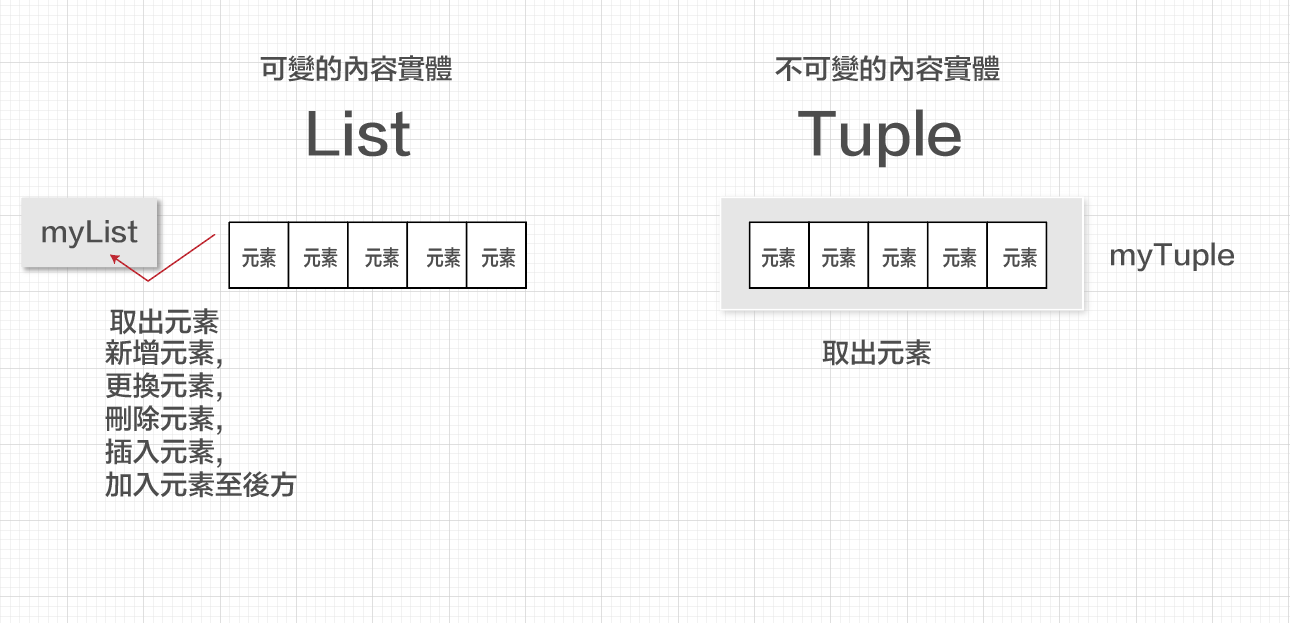 可變的內容實體
List
myList
元素 元素 元素 元素 元素
取出元素
新增元素,
更換元素,
刪除元素,
插入元素,
加入元素至後方
不可變的內容實體
Tuple
元素 元素 元素 元素 元素
myTuple
取出元素